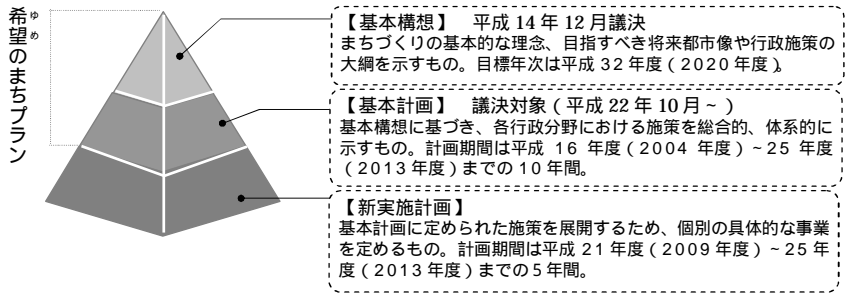 希望のまちプラン
ゆめ
【基本構想】　平成 14 年 12 月議決
まちづくりの基本的な理念、目指すべき将来都市像や行政施策の
大綱を示すもの。目標年次は平成 32 年度（2020 年度）。
【基本計画】　議決対象（平成 22 年 10 月～）
基本構想に基づき、各行政分野における施策を総合的、体系的に
示すもの。計画期間は平成 16 年度（2004 年度）～25 年度
（2013 年度）までの 10 年間。
【新実施計画】
基本計画に定められた施策を展開するため、個別の具体的な事業
を定めるもの。計画期間は平成 21 年度（2009 年度）～25 年
度（2013 年度）までの 5 年間。